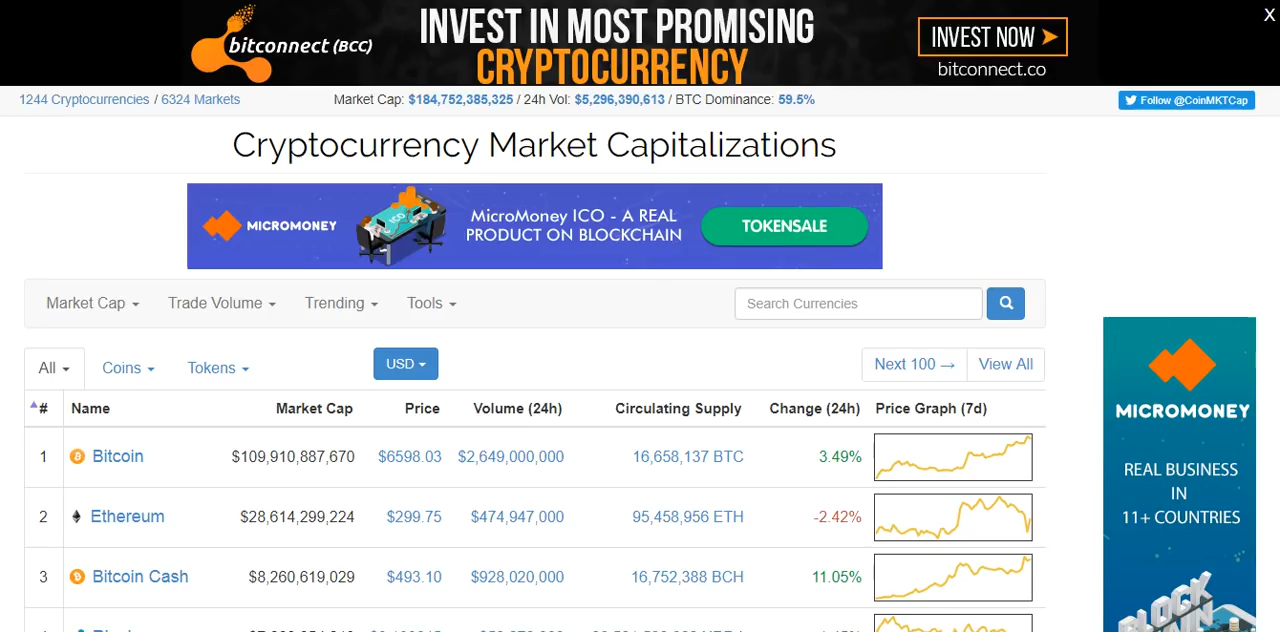 bitconnect (BCC)
INVEST IN MOST PROMISING
CRYPTOCURRENCY
INVEST NOW
bitconnect.co
X
1244 Cryptocurrencies / 6324 Markets
Market Cap: $184,752,385,325 / 24h Vol: $5,296,390,613 / BTC Dominance: 59.5%
Follow @CoinMKTCap
Cryptocurrency Market Capitalizations
MICROMONEY
ICO
MicroMoney ICO - A REAL
PRODUCT ON BLOCKCHAIN
TOKENSALE
Market Cap Trade Volume Trending Tools
Search Currencies
All Coins Tokens USD Next 100 → View All
# Name Market Cap Price Volume (24h) Circulating Supply Change (24h) Price Graph (7d)
1 Bitcoin $109,910,887,670 $6598.03 $2,649,000,000 16,658,137 BTC 3.49%
2 Ethereum $28,614,299,224 $299.75 $474,947,000 95,458,956 ETH -2.42%
3 Bitcoin Cash $8,260,619,029 $493.10 $928,020,000 16,752,388 BCH 11.05%
MICROMONEY
REAL BUSINESS
IN
11+ COUNTRIES
BLOCK